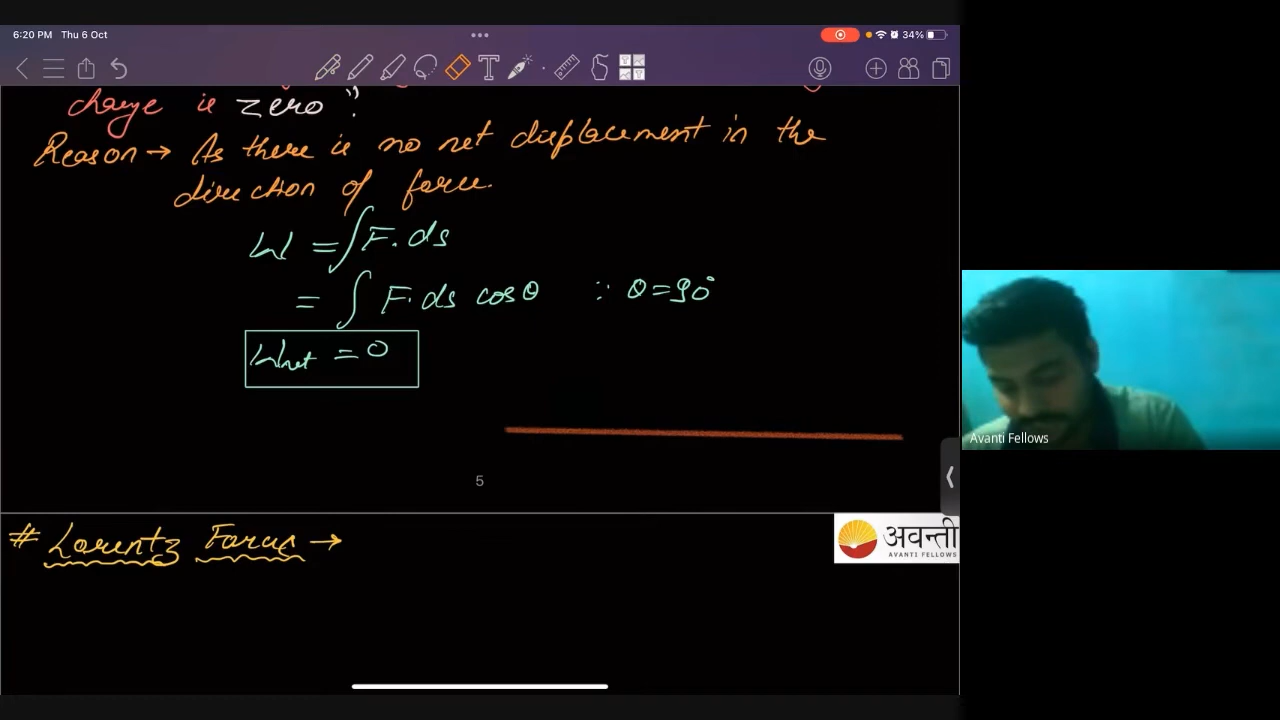 6:20 PM Thu 6 Oct
34%
charge is zero"?
Reason → As there is no net displacement in the
direction of force.
W = ∫F. ds
= ∫ F. ds cosθ ∵ θ=90°
Wnet = 0
Avanti Fellows
5
# Lorentz Force →
अवन्ती
AVANTI FELLOWS